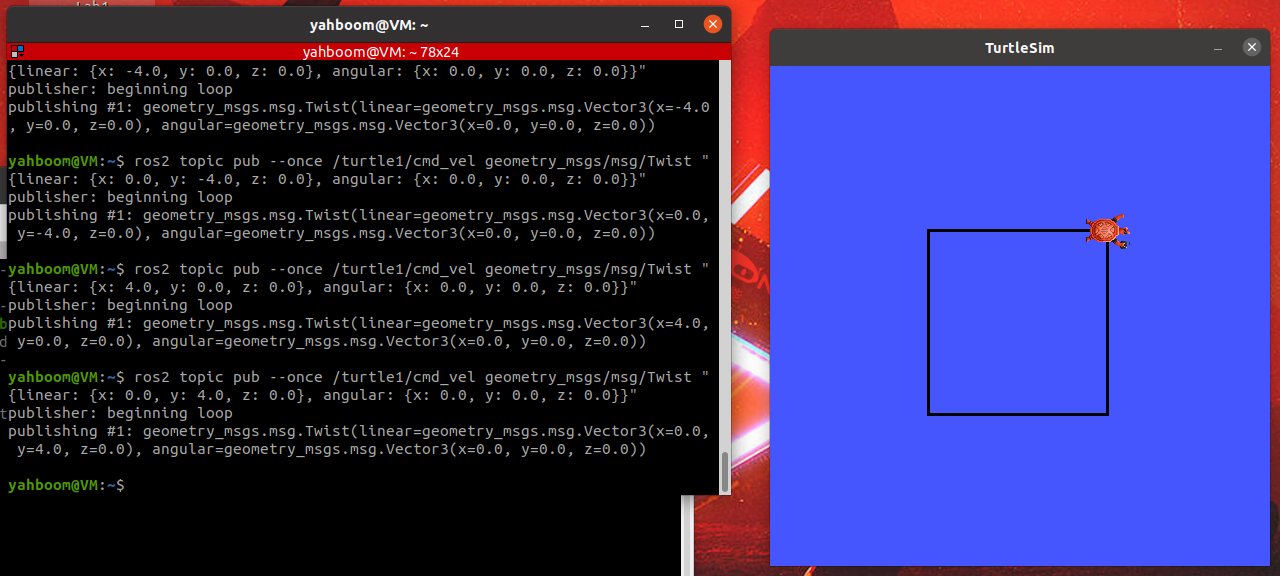 Lab1
yahboom@VM: ~
yahboom@VM: ~ 78x24
{linear: {x: -4.0, y: 0.0, z: 0.0}, angular: {x: 0.0, y: 0.0, z: 0.0}}"
publisher: beginning loop
publishing #1: geometry_msgs.msg.Twist(linear=geometry_msgs.msg.Vector3(x=-4.0
, y=0.0, z=0.0), angular=geometry_msgs.msg.Vector3(x=0.0, y=0.0, z=0.0))
yahboom@VM:~$ ros2 topic pub --once /turtle1/cmd_vel geometry_msgs/msg/Twist "
{linear: {x: 0.0, y: -4.0, z: 0.0}, angular: {x: 0.0, y: 0.0, z: 0.0}}"
publisher: beginning loop
publishing #1: geometry_msgs.msg.Twist(linear=geometry_msgs.msg.Vector3(x=0.0,
y=-4.0, z=0.0), angular=geometry_msgs.msg.Vector3(x=0.0, y=0.0, z=0.0))
yahboom@VM:~$ ros2 topic pub --once /turtle1/cmd_vel geometry_msgs/msg/Twist "
{linear: {x: 4.0, y: 0.0, z: 0.0}, angular: {x: 0.0, y: 0.0, z: 0.0}}"
publisher: beginning loop
publishing #1: geometry_msgs.msg.Twist(linear=geometry_msgs.msg.Vector3(x=4.0,
y=0.0, z=0.0), angular=geometry_msgs.msg.Vector3(x=0.0, y=0.0, z=0.0))
yahboom@VM:~$ ros2 topic pub --once /turtle1/cmd_vel geometry_msgs/msg/Twist "
{linear: {x: 0.0, y: 4.0, z: 0.0}, angular: {x: 0.0, y: 0.0, z: 0.0}}"
publisher: beginning loop
publishing #1: geometry_msgs.msg.Twist(linear=geometry_msgs.msg.Vector3(x=0.0,
y=4.0, z=0.0), angular=geometry_msgs.msg.Vector3(x=0.0, y=0.0, z=0.0))
yahboom@VM:~$
TurtleSim